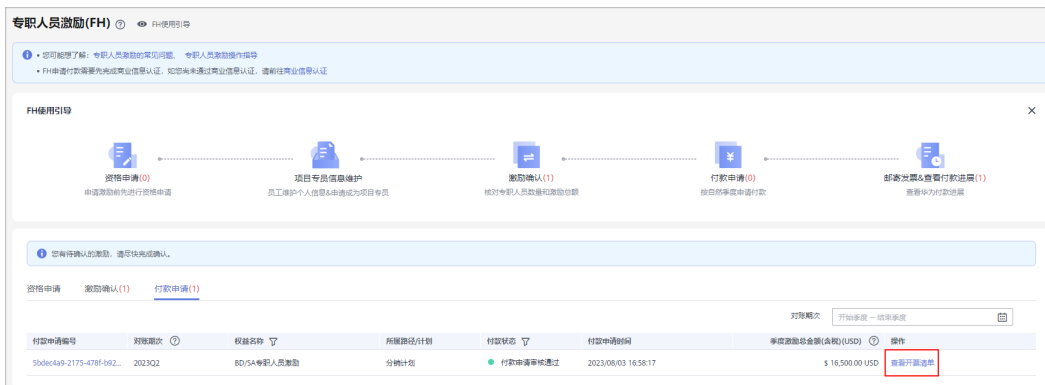 专职人员激励(FH) ? FH使用引导
• 您可能想了解：专职人员激励的常见问题、 专职人员激励操作指导
• FH申请付款需要先完成商业信息认证，如您尚未通过商业信息认证，请前往商业信息认证
FH使用引导
资格申请(0) 项目专员信息维护 激励确认(1) 付款申请(0) 邮寄发票&查看付款进展(1)
申请激励前先进行资格申请 员工维护个人信息&申请成为项目专员 核对专职人员数量和激励总额 按自然季度申请付款 查看华为付款进展
您有待确认的激励，请尽快完成确认。
资格申请 激励确认(1) 付款申请(1)
对账期次 开始季度 – 结束季度
付款申请编号 对账期次 ? 权益名称 所属路径/计划 付款状态 付款申请时间 季度激励总金额(含税)(USD) ? 操作
5bdec4a9-2175-478f-b92... 2023Q2 BD/SA专职人员激励 分销计划 付款申请审核通过 2023/08/03 16:58:17 $ 16,500.00 USD 查看开票清单